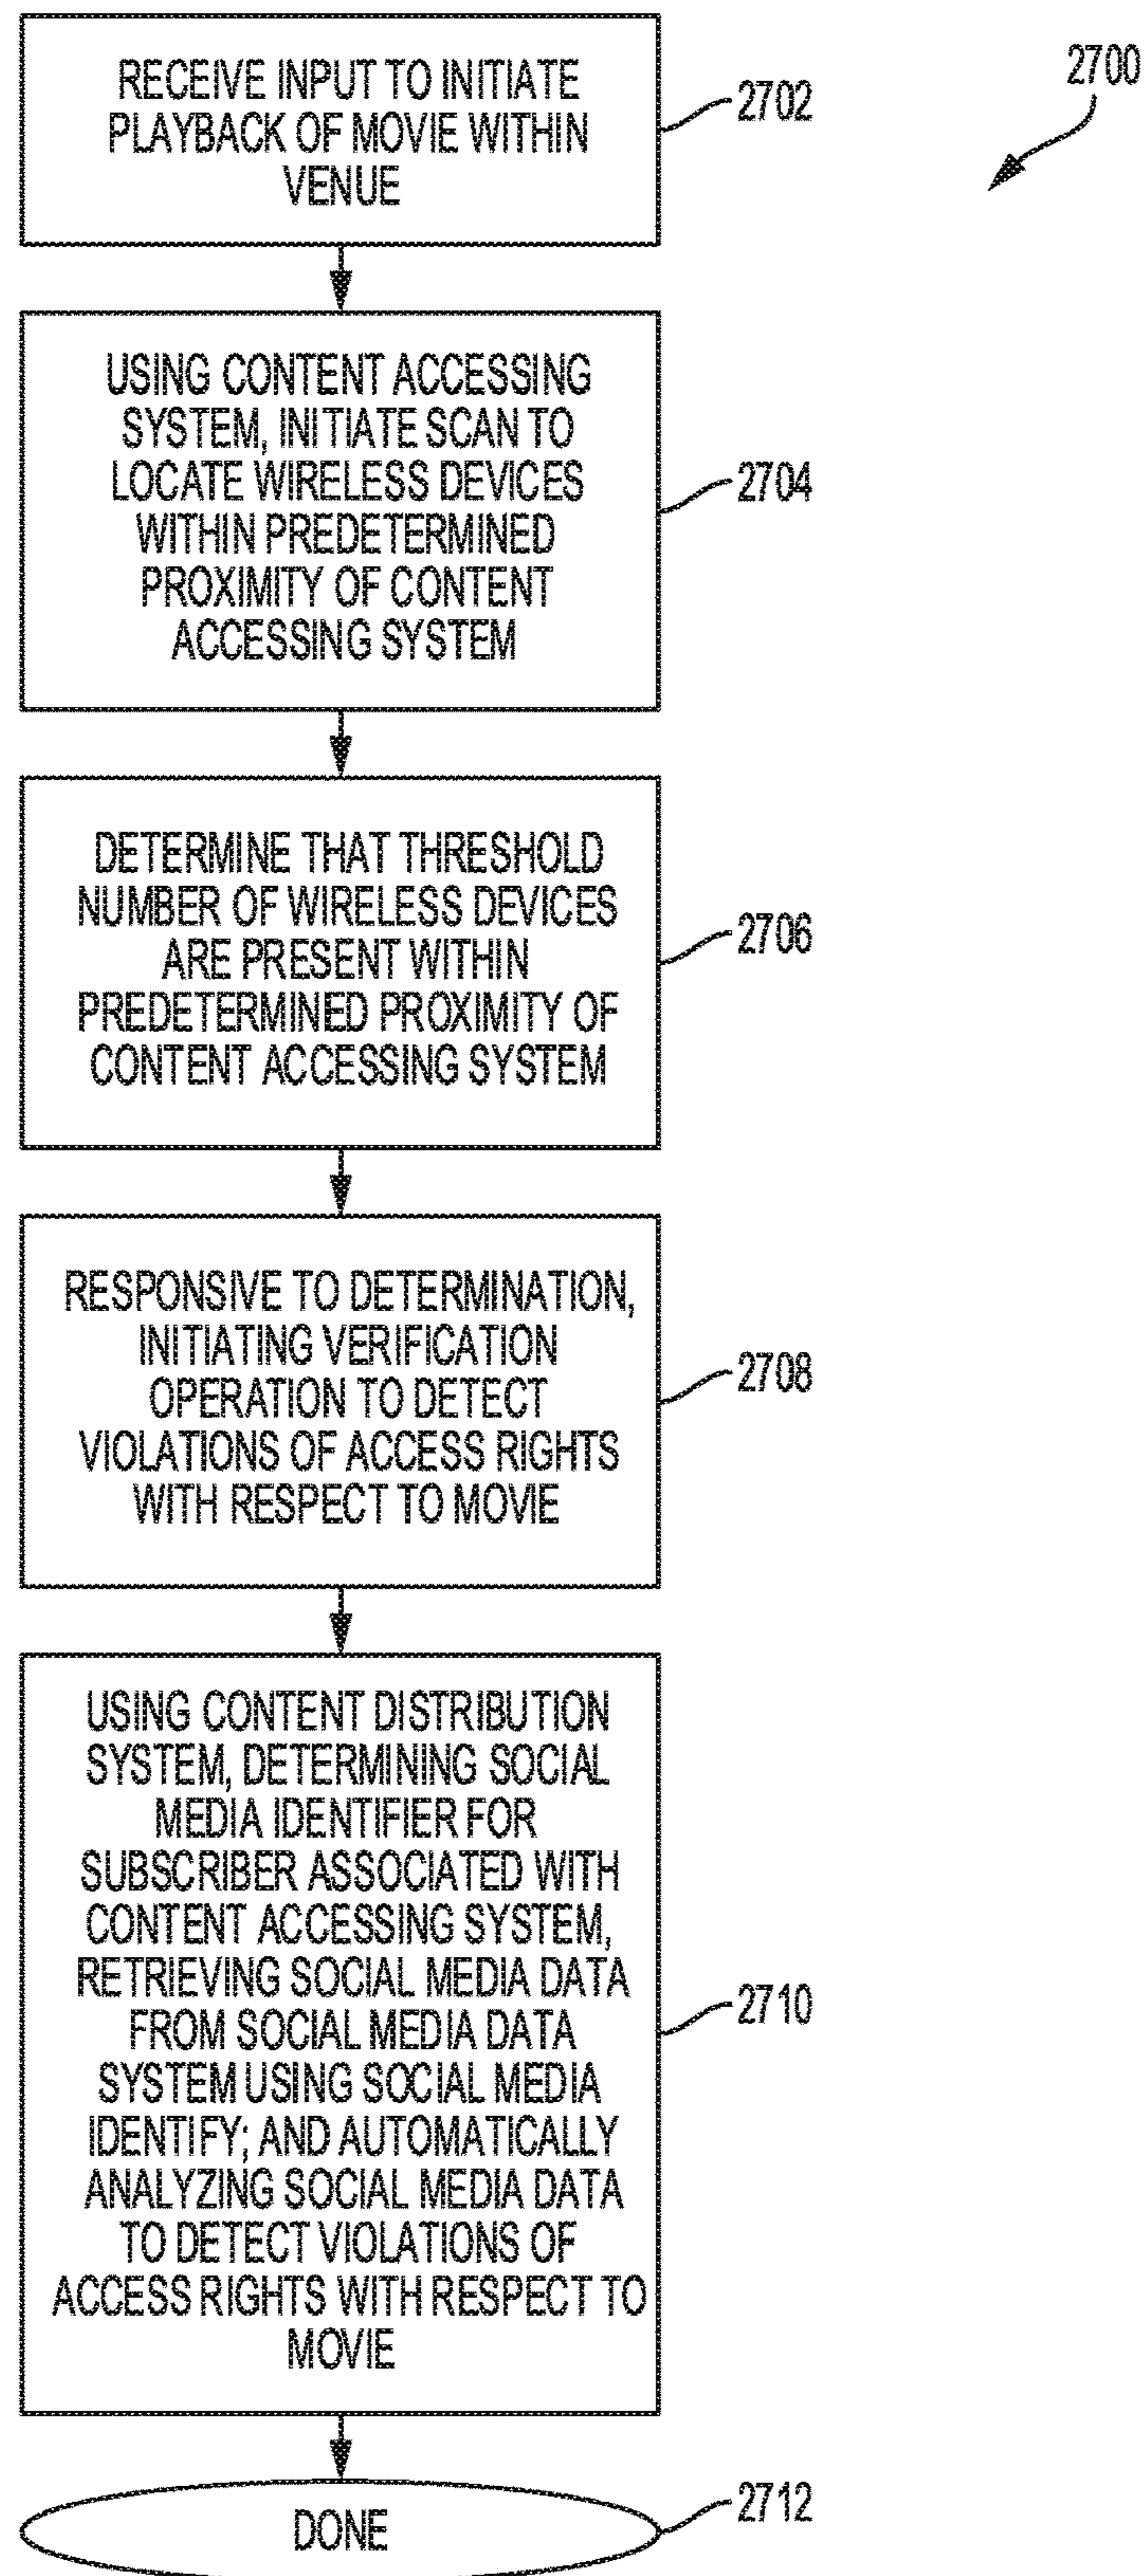 RECEIVE INPUT TO INITIATE
PLAYBACK OF MOVIE WITHIN
VENUE
2702
2700
USING CONTENT ACCESSING
SYSTEM, INITIATE SCAN TO
LOCATE WIRELESS DEVICES
WITHIN PREDETERMINED
PROXIMITY OF CONTENT
ACCESSING SYSTEM
2704
DETERMINE THAT THRESHOLD
NUMBER OF WIRELESS DEVICES
ARE PRESENT WITHIN
PREDETERMINED PROXIMITY OF
CONTENT ACCESSING SYSTEM
2706
RESPONSIVE TO DETERMINATION,
INITIATING VERIFICATION
OPERATION TO DETECT
VIOLATIONS OF ACCESS RIGHTS
WITH RESPECT TO MOVIE
2708
USING CONTENT DISTRIBUTION
SYSTEM, DETERMINING SOCIAL
MEDIA IDENTIFIER FOR
SUBSCRIBER ASSOCIATED WITH
CONTENT ACCESSING SYSTEM,
RETRIEVING SOCIAL MEDIA DATA
FROM SOCIAL MEDIA DATA
SYSTEM USING SOCIAL MEDIA
IDENTIFY; AND AUTOMATICALLY
ANALYZING SOCIAL MEDIA DATA
TO DETECT VIOLATIONS OF
ACCESS RIGHTS WITH RESPECT TO
MOVIE
2710
DONE
2712